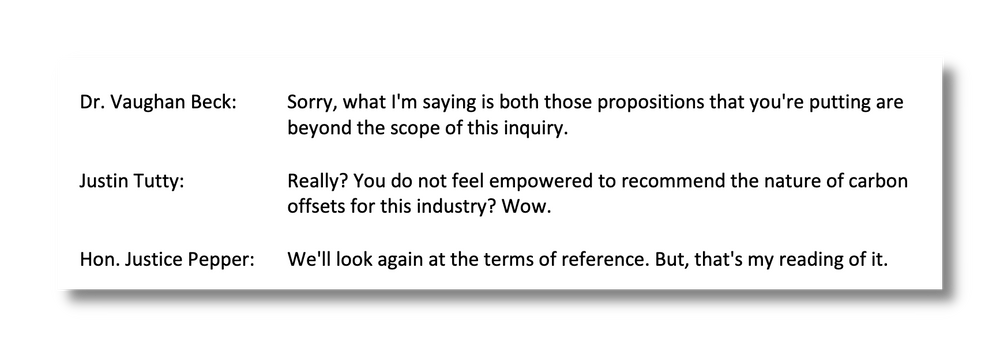 Dr. Vaughan Beck: Sorry, what I'm saying is both those propositions that you're putting are
beyond the scope of this inquiry.
Justin Tutty: Really? You do not feel empowered to recommend the nature of carbon
offsets for this industry? Wow.
Hon. Justice Pepper: We'll look again at the terms of reference. But, that's my reading of it.